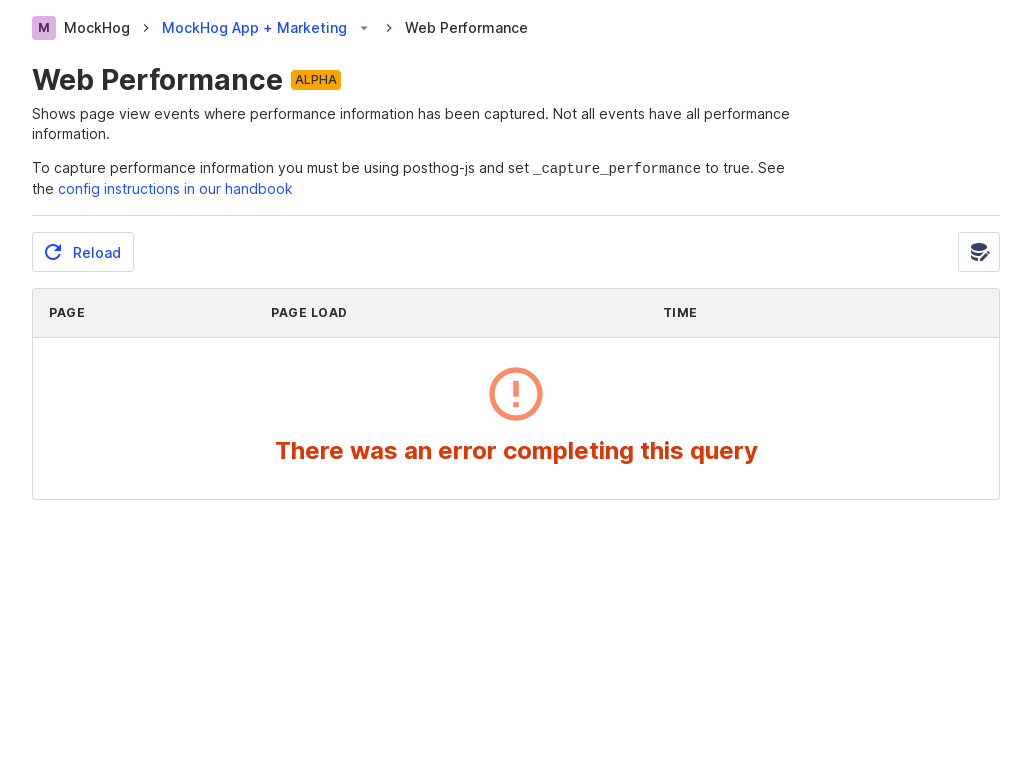 M MockHog MockHog App + Marketing Web Performance
Web Performance ALPHA
Shows page view events where performance information has been captured. Not all events have all performance
information.
To capture performance information you must be using posthog-js and set _capture_performance to true. See
the config instructions in our handbook
Reload
PAGE PAGE LOAD TIME
There was an error completing this query